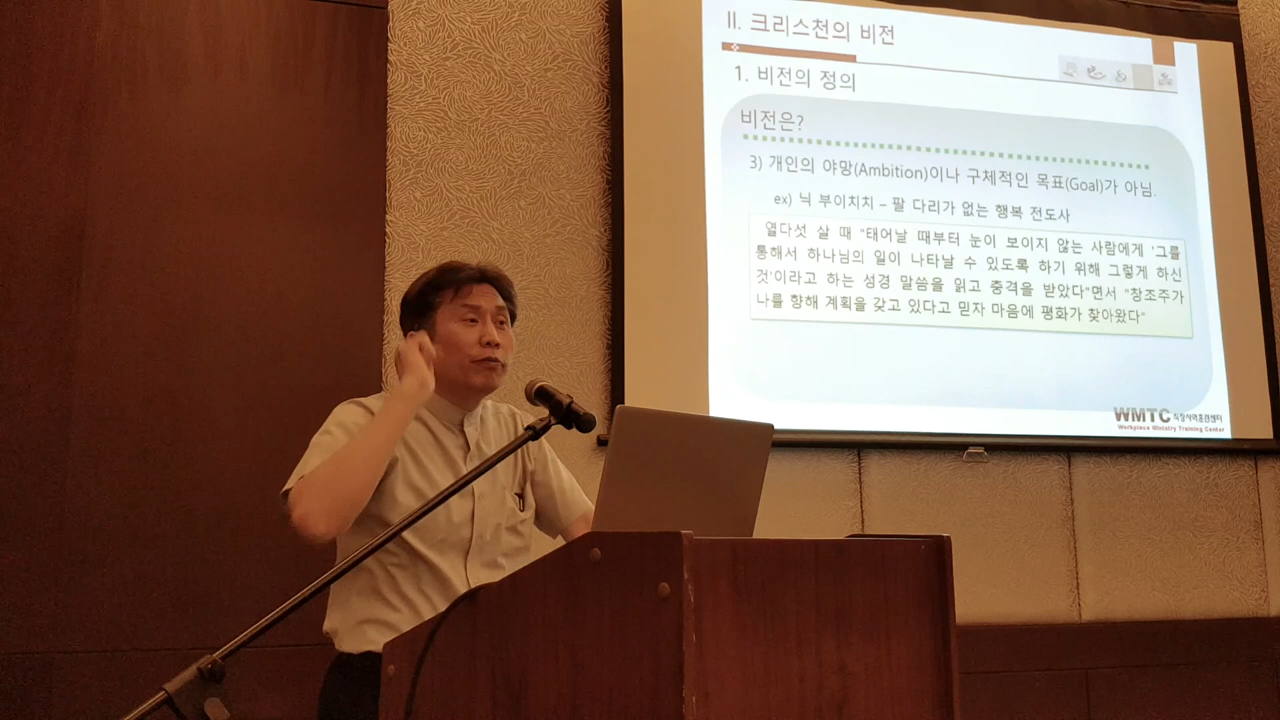 II. 크리스천의 비전
1. 비전의 정의
비전은?
3) 개인의 야망(Ambition)이나 구체적인 목표(Goal)가 아님.
ex) 닉 부이치치 – 팔 다리가 없는 행복 전도사
열다섯 살 때 "태어날 때부터 눈이 보이지 않는 사람에게 '그를
통해서 하나님의 일이 나타날 수 있도록 하기 위해 그렇게 하신
것'이라고 하는 성경 말씀을 읽고 충격을 받았다"면서 "창조주가
나를 향해 계획을 갖고 있다고 믿자 마음에 평화가 찾아왔다"
WMTC 직장사역훈련센터
Workplace Ministry Training Center